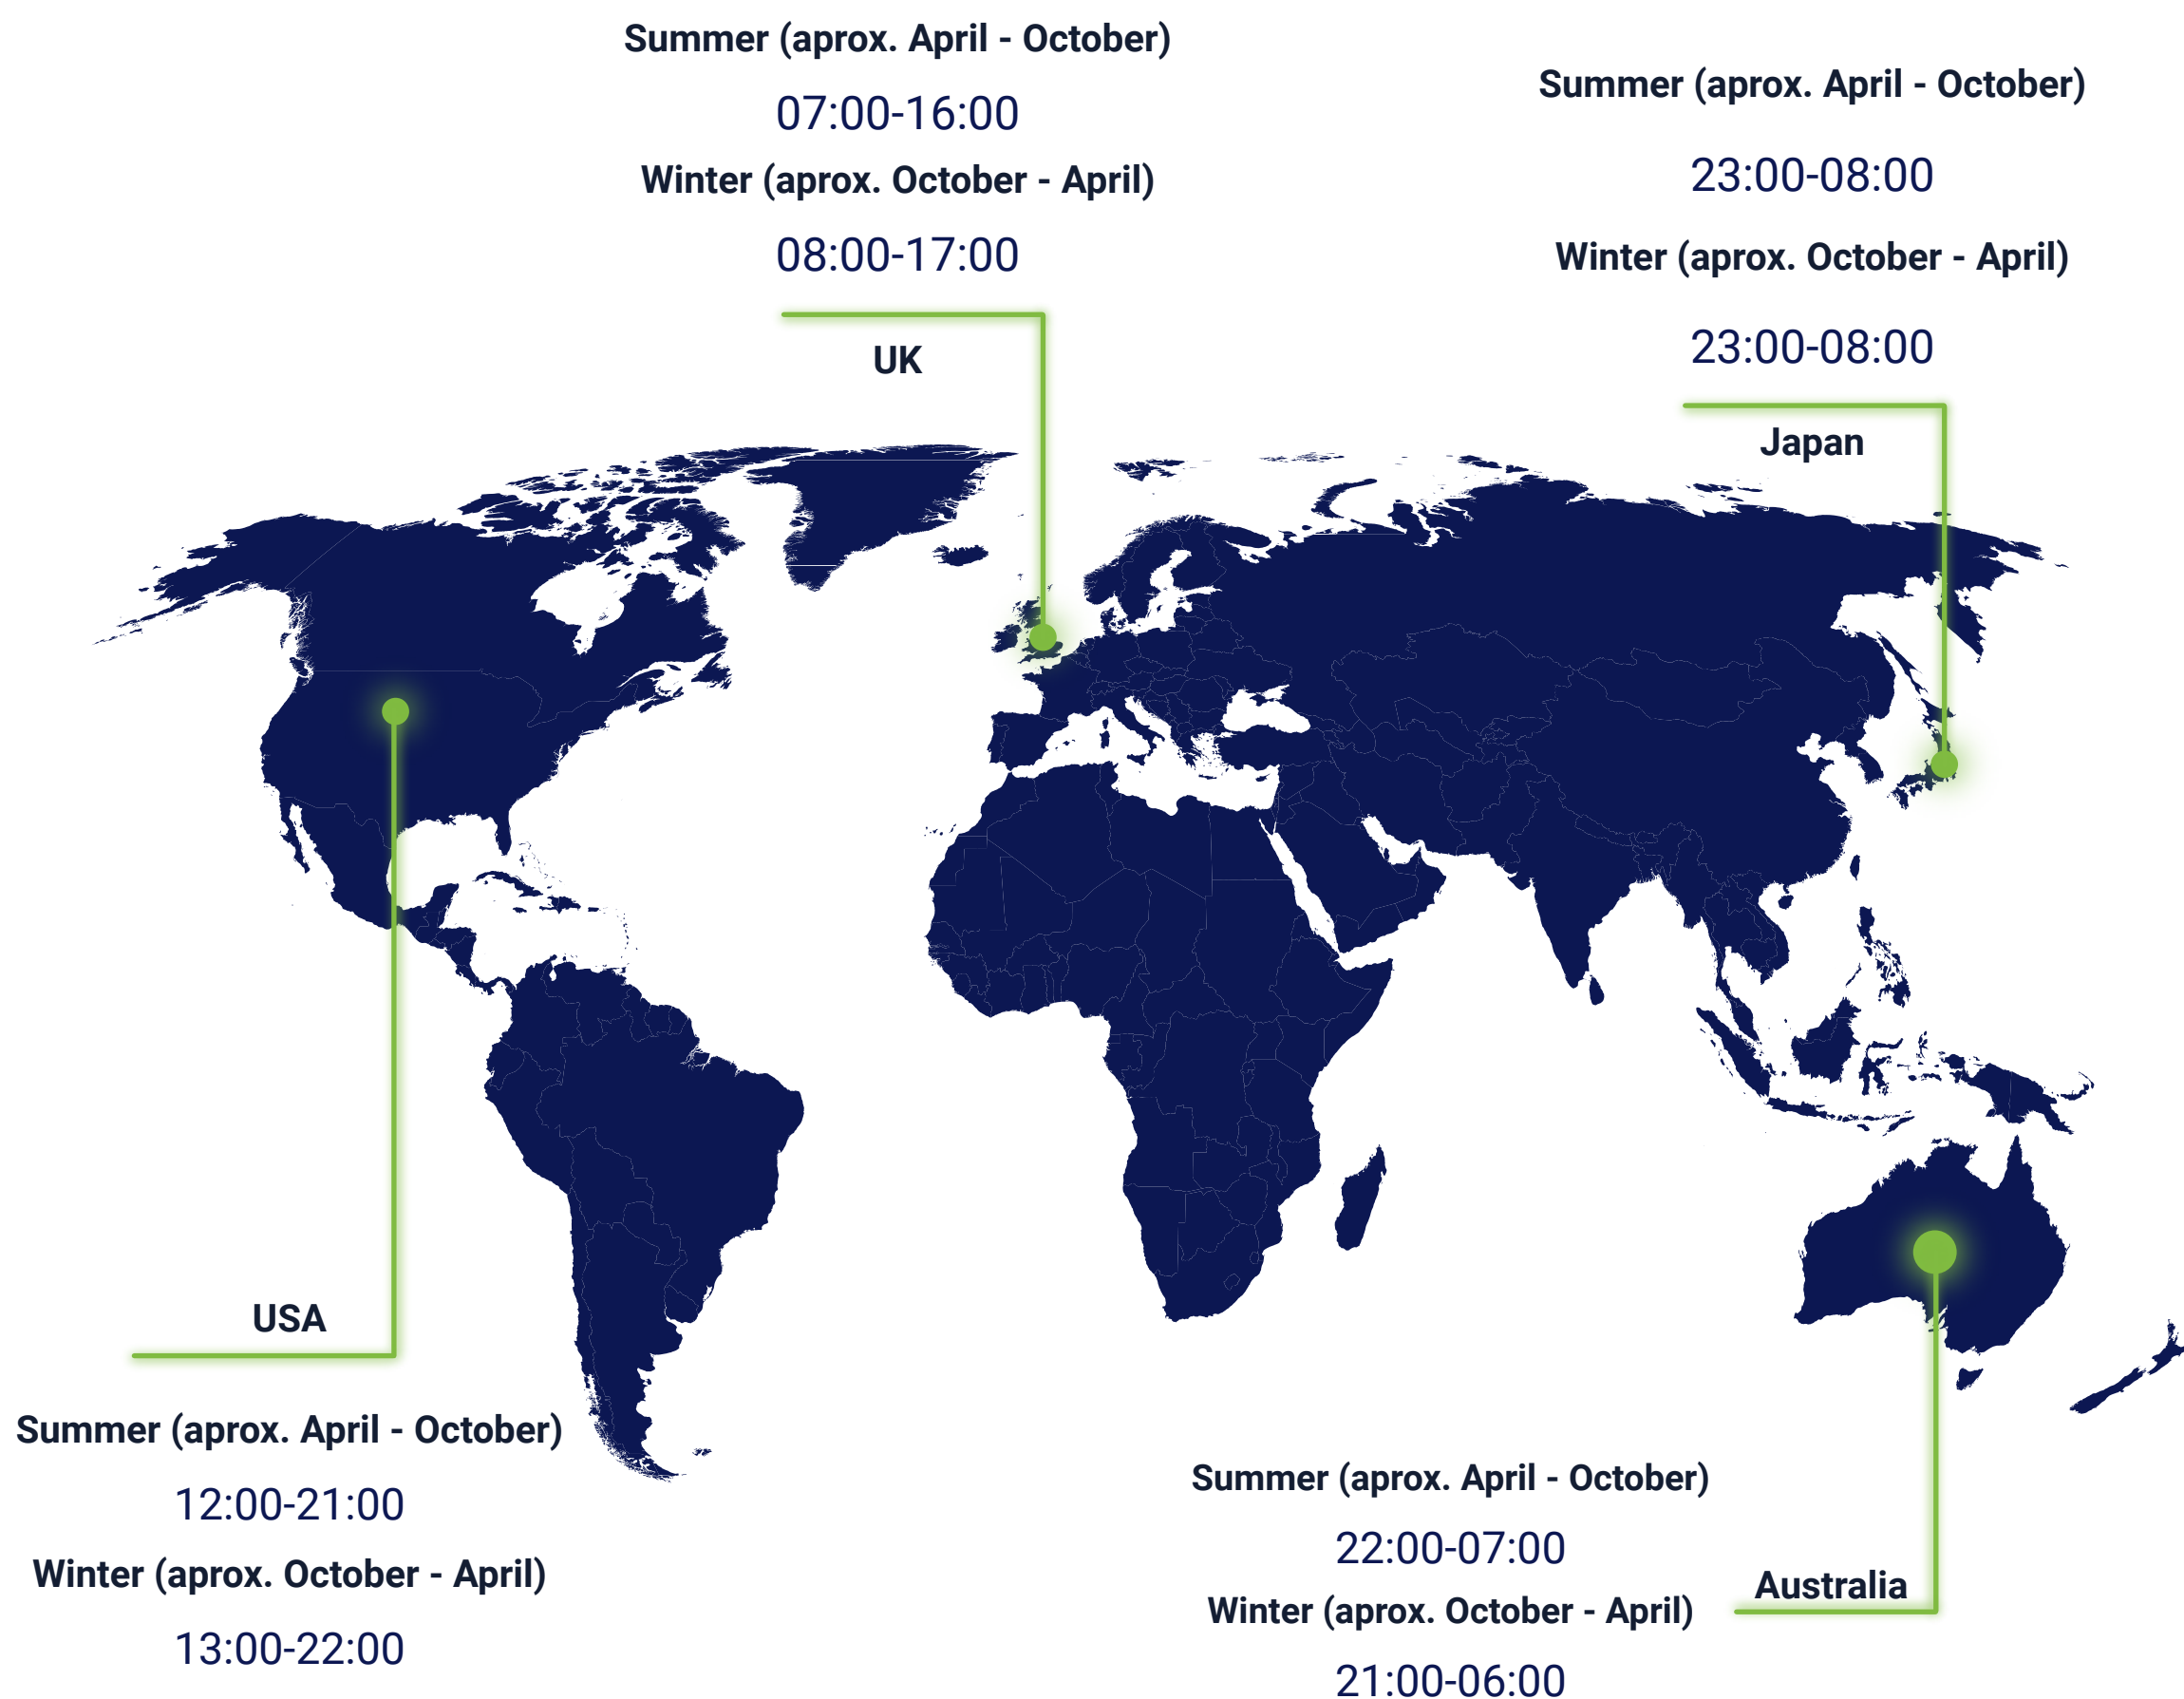 Summer (aprox. April - October)
07:00-16:00
Winter (aprox. October - April)
08:00-17:00
UK
Summer (aprox. April - October)
23:00-08:00
Winter (aprox. October - April)
23:00-08:00
Japan
USA
Summer (aprox. April - October)
12:00-21:00
Winter (aprox. October - April)
13:00-22:00
Summer (aprox. April - October)
22:00-07:00
Australia
Winter (aprox. October - April)
21:00-06:00